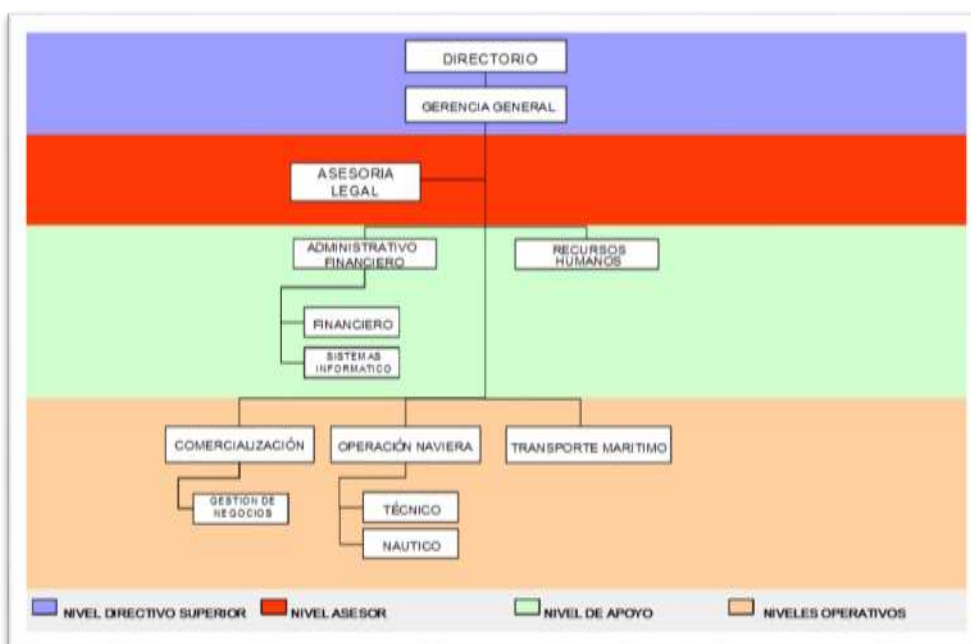 DIRECTORIO
GERENCIA GENERAL
ASESORIA
LEGAL
ADMINISTRATIVO
FINANCIERO
RECURSOS
HUMANOS
FINANCIERO
SISTEMAS
INFORMATICO
COMERCIALIZACIÓN
OPERACIÓN NAVIERA
TRANSPORTE MARITIMO
GESTION DE
NEGOCIOS
TÉCNICO
NAUTICO
NIVEL DIRECTIVO SUPERIOR
NIVEL ASESOR
NIVEL DE APOYO
NIVELES OPERATIVOS